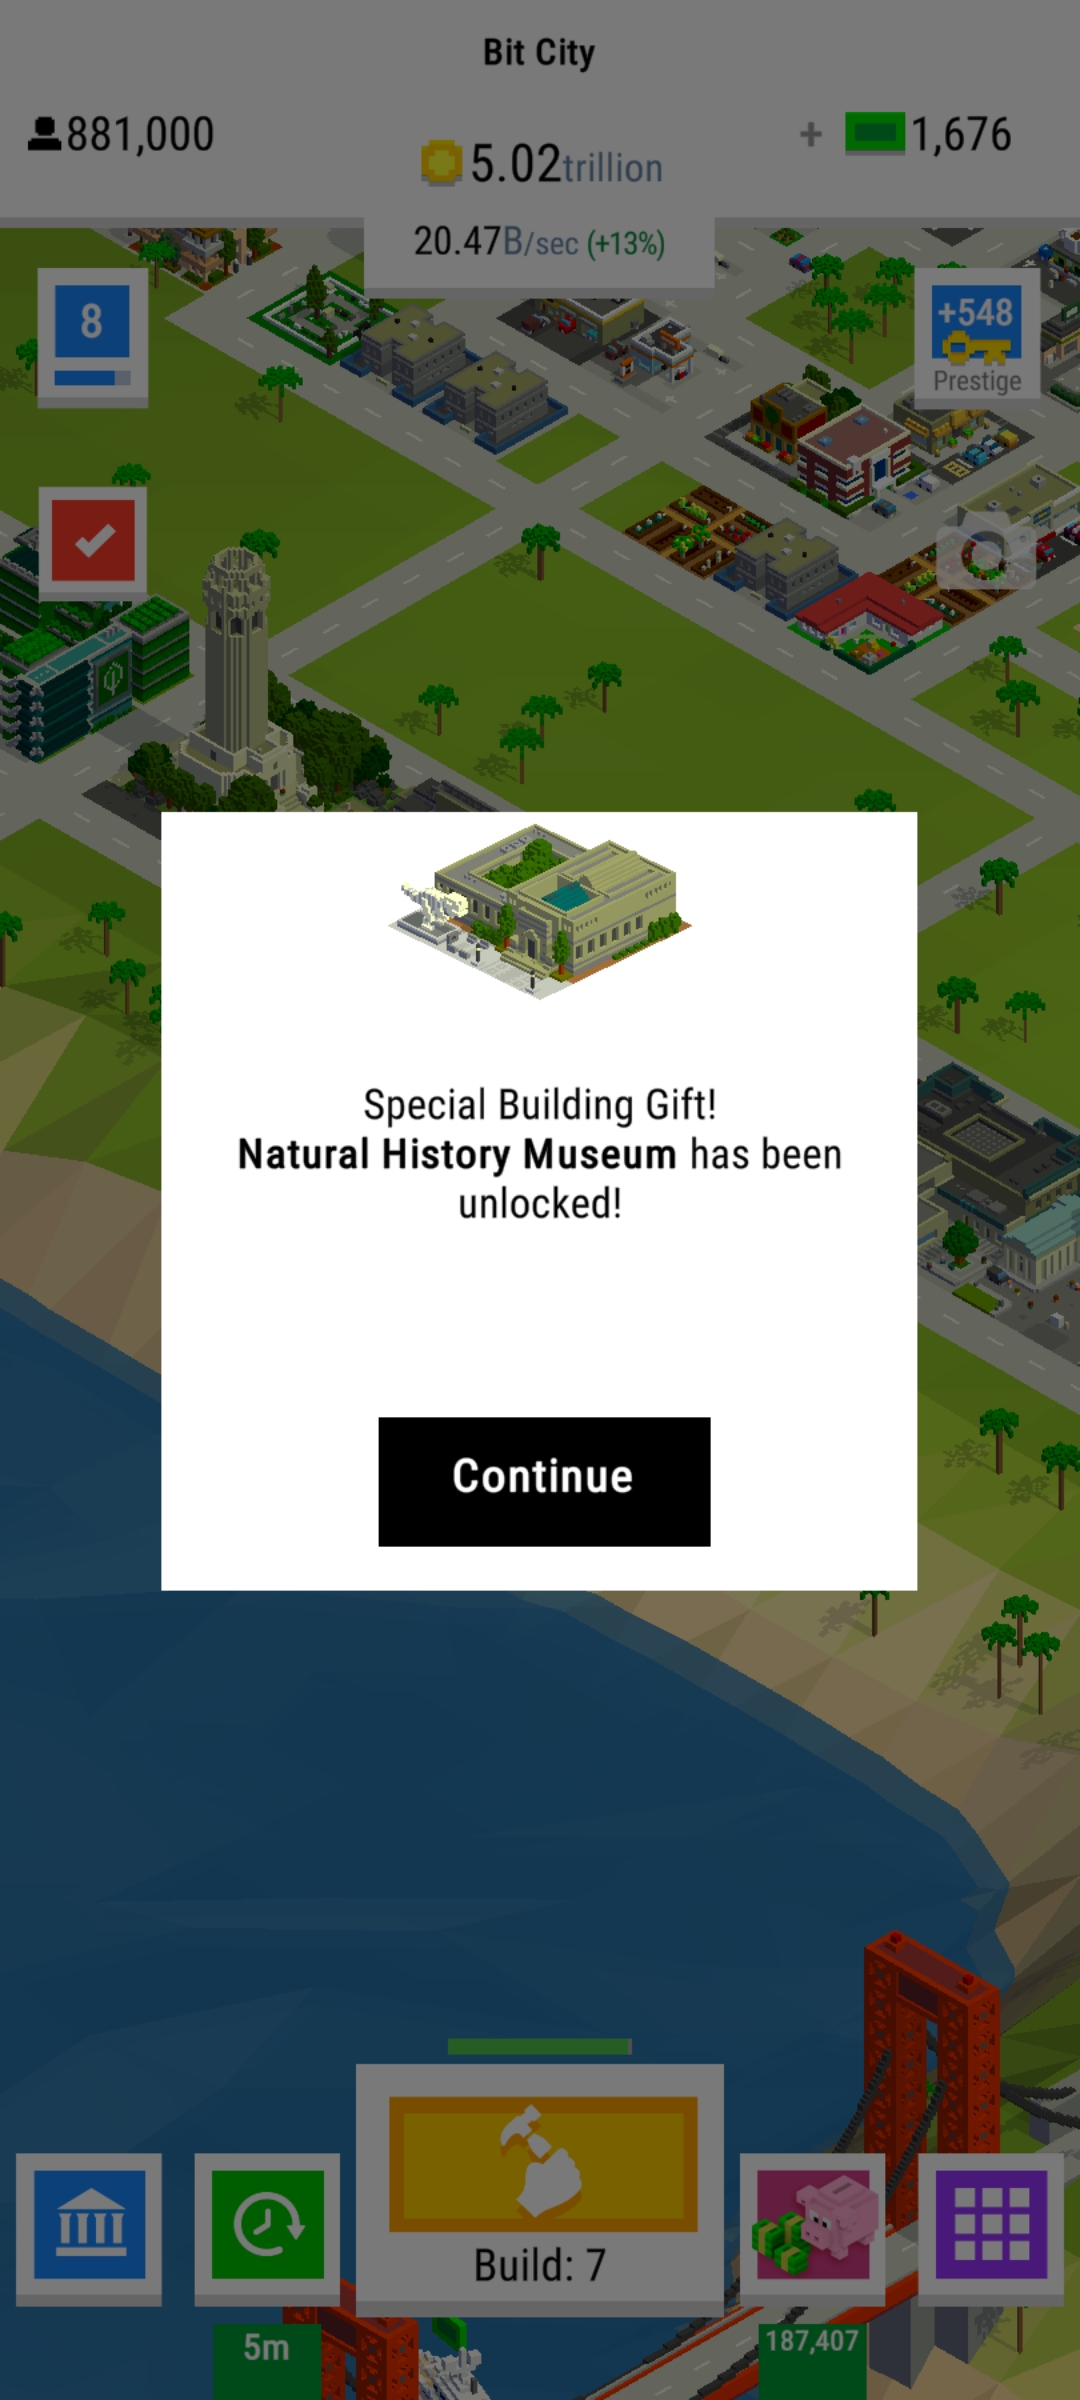 Bit City
881,000
5.02trillion
+ 1,676
20.47B/sec (+13%)
8
+548
Prestige
Special Building Gift!
Natural History Museum has been
unlocked!
Continue
Build: 7
5m
187,407